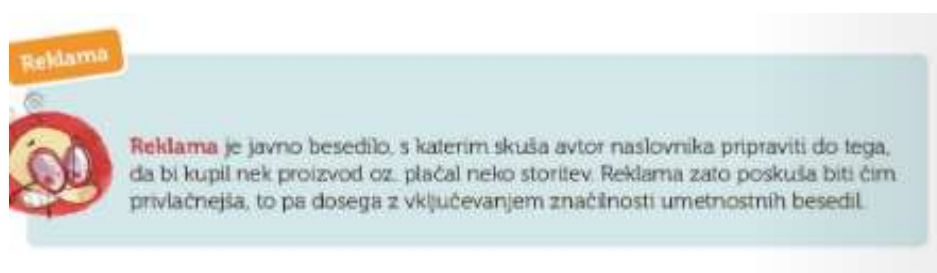 Reklama
Reklama je javno besedilo, s katerim skuša avtor naslovnika pripraviti do tega,
da bi kupil nek proizvod oz. plačal neko storitev. Reklama zato poskuša biti čim
privlačnejša, to pa dosega z vključevanjem značilnosti umetnostnih besedil.